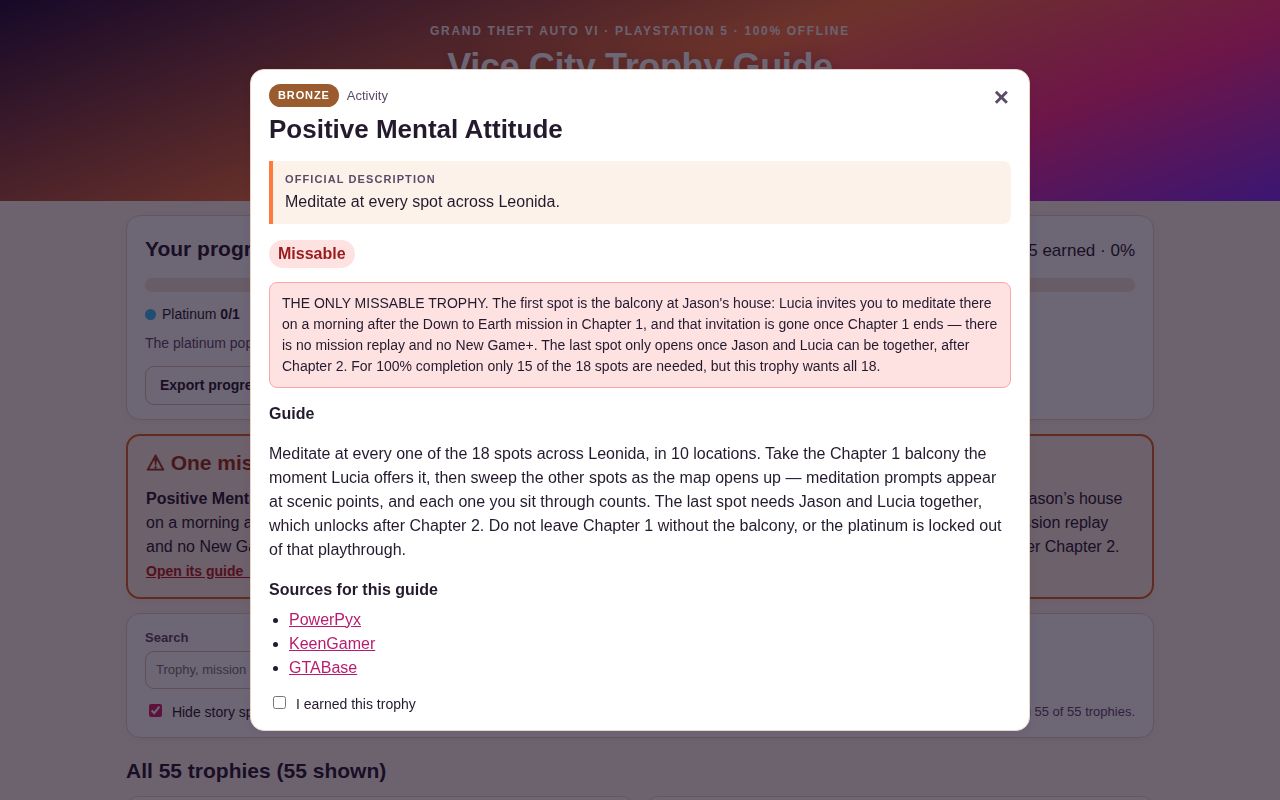 GRAND THEFT AUTO VI · PLAYSTATION 5 · 100% OFFLINE
Vice City Trophy Guide
BRONZE Activity ×
Positive Mental Attitude
OFFICIAL DESCRIPTION
Meditate at every spot across Leonida.
Missable
THE ONLY MISSABLE TROPHY. The first spot is the balcony at Jason's house: Lucia invites you to meditate there
on a morning after the Down to Earth mission in Chapter 1, and that invitation is gone once Chapter 1 ends — there
is no mission replay and no New Game+. The last spot only opens once Jason and Lucia can be together, after
Chapter 2. For 100% completion only 15 of the 18 spots are needed, but this trophy wants all 18.
Guide
Meditate at every one of the 18 spots across Leonida, in 10 locations. Take the Chapter 1 balcony the
moment Lucia offers it, then sweep the other spots as the map opens up — meditation prompts appear
at scenic points, and each one you sit through counts. The last spot needs Jason and Lucia together,
which unlocks after Chapter 2. Do not leave Chapter 1 without the balcony, or the platinum is locked out
of that playthrough.
Sources for this guide
• PowerPyx
• KeenGamer
• GTABase
I earned this trophy
Your progr
5 earned · 0%
Platinum 0/1
The platinum pop
Export progre
⚠ One mis
Positive Ment
ason's house
on a morning a
sion replay
and no New Ga
er Chapter 2.
Open its guide
Search
Trophy, mission
Hide story sp
55 of 55 trophies.
All 55 trophies (55 shown)